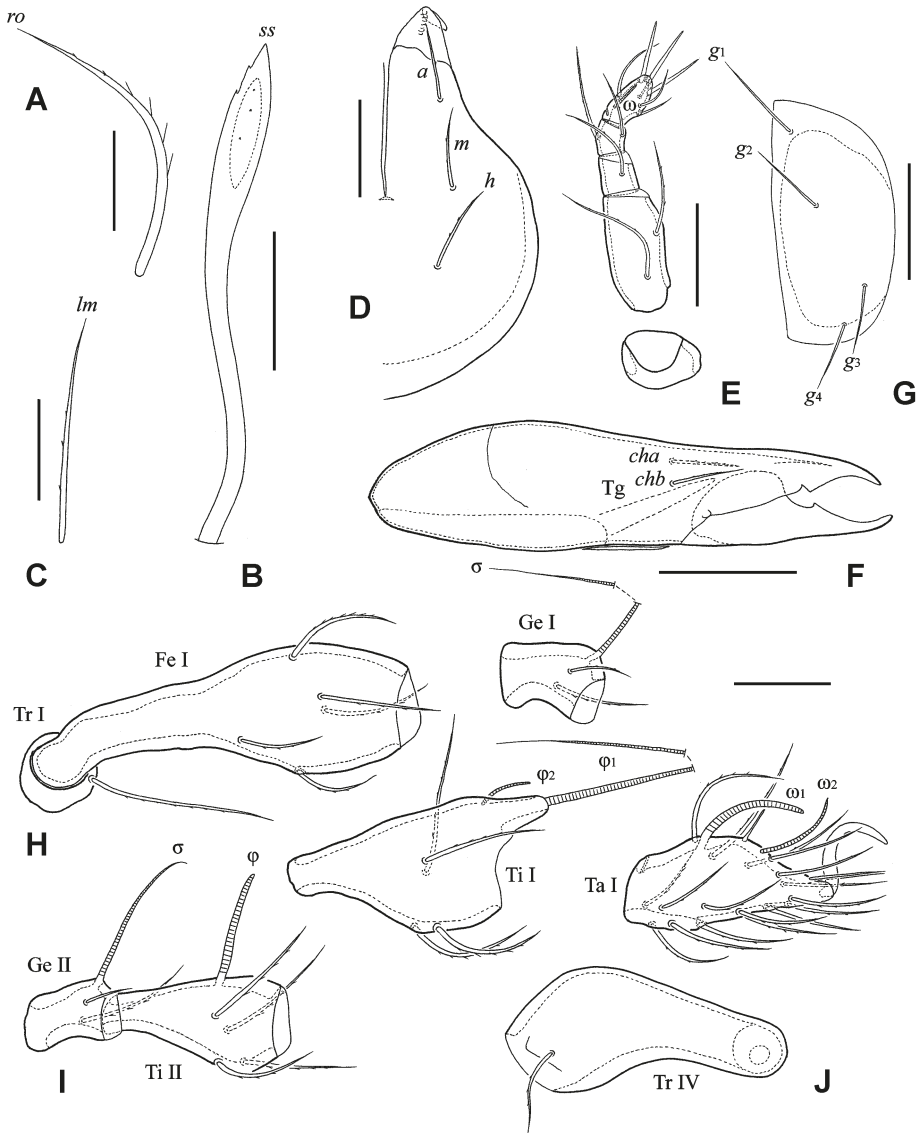 ro
A
ss
B
lm
C
a
m
h
D
ω
E
g1
g2
g3
g4
G
cha
chb
Tg
F
σ
Ge I
Fe I
Tr I
H
φ2
φ1
Ti I
ω1
ω2
Ta I
σ
φ
Ge II
Ti II
I
Tr IV
J